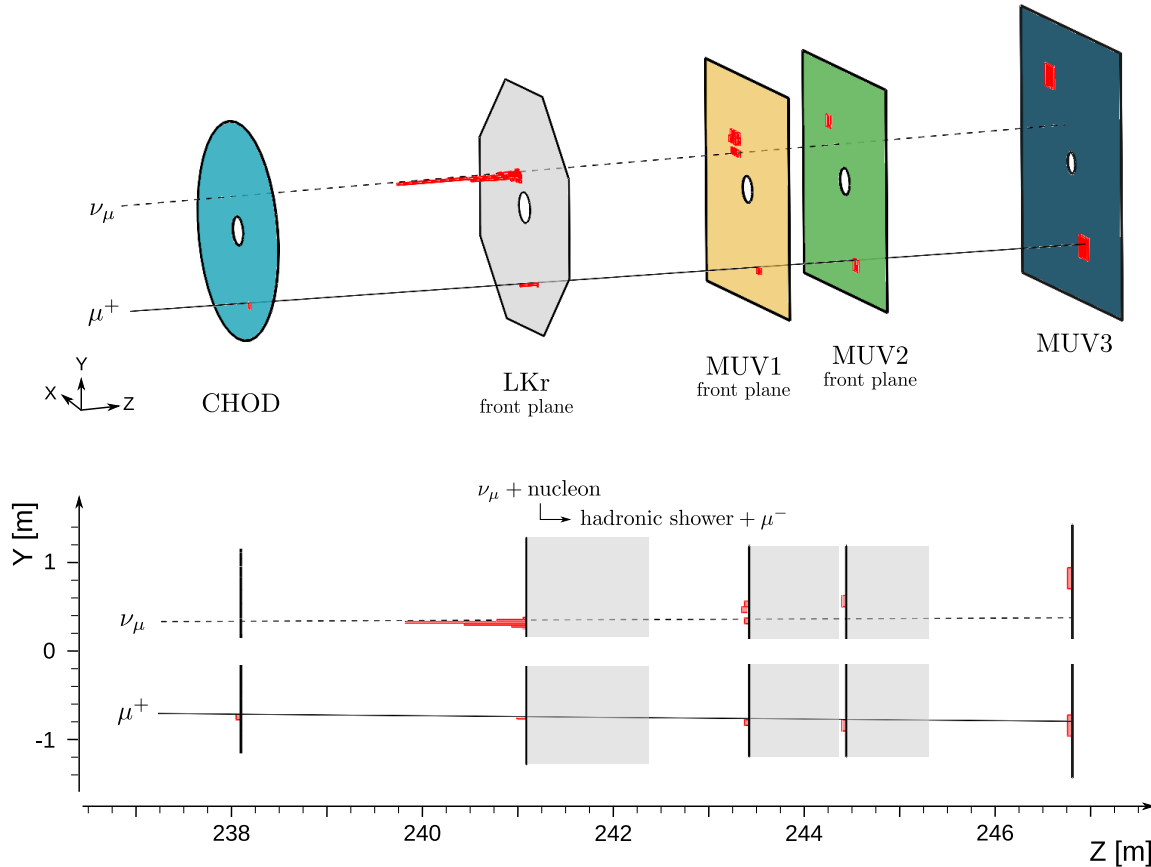 ν_μ
μ⁺
Y
X
Z
CHOD
LKr
front plane
MUV1
front plane
MUV2
front plane
MUV3
ν_μ + nucleon
hadronic shower + μ⁻
Y [m]
1
ν_μ
0
μ⁺
-1
238
240
242
244
246
Z [m]